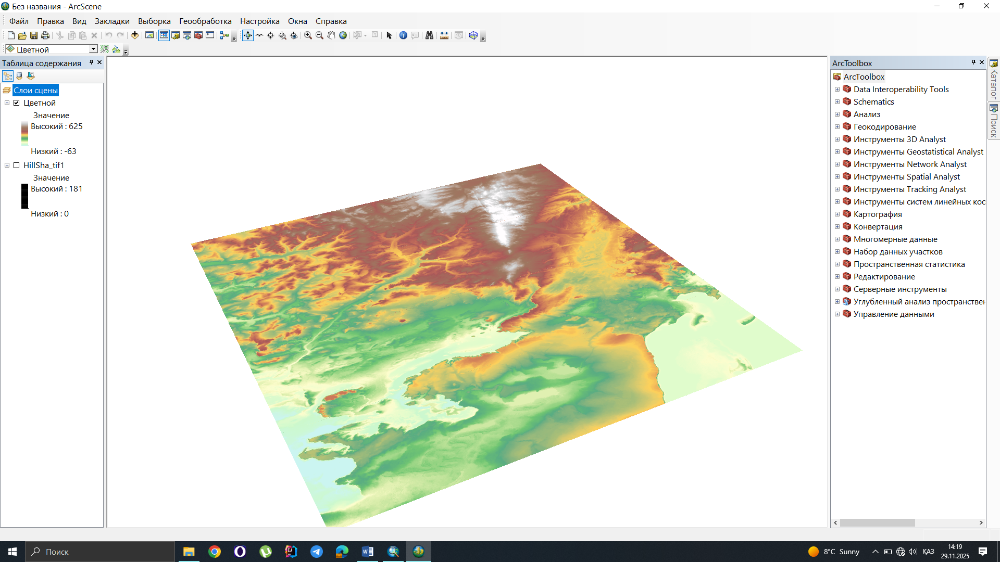 Без названия - ArcScene
Файл Правка Вид Закладки Выборка Геообработка Настройка Окна Справка
Цветной
Таблица содержания
Слои сцены
Цветной
Значение
Высокий : 625
Низкий : -63
HillSha_tif1
Значение
Высокий : 181
Низкий : 0
ArcToolbox
ArcToolbox
Data Interoperability Tools
Schematics
Анализ
Геокодирование
Инструменты 3D Analyst
Инструменты Geostatistical Analyst
Инструменты Network Analyst
Инструменты Spatial Analyst
Инструменты Tracking Analyst
Инструменты систем линейных кос
Картография
Конвертация
Многомерные данные
Набор данных участков
Пространственная статистика
Редактирование
Серверные инструменты
Углубленный анализ пространствен
Управление данными
Каталог
Поиск
Поиск
8°C Sunny
ҚАЗ
14:19
29.11.2025